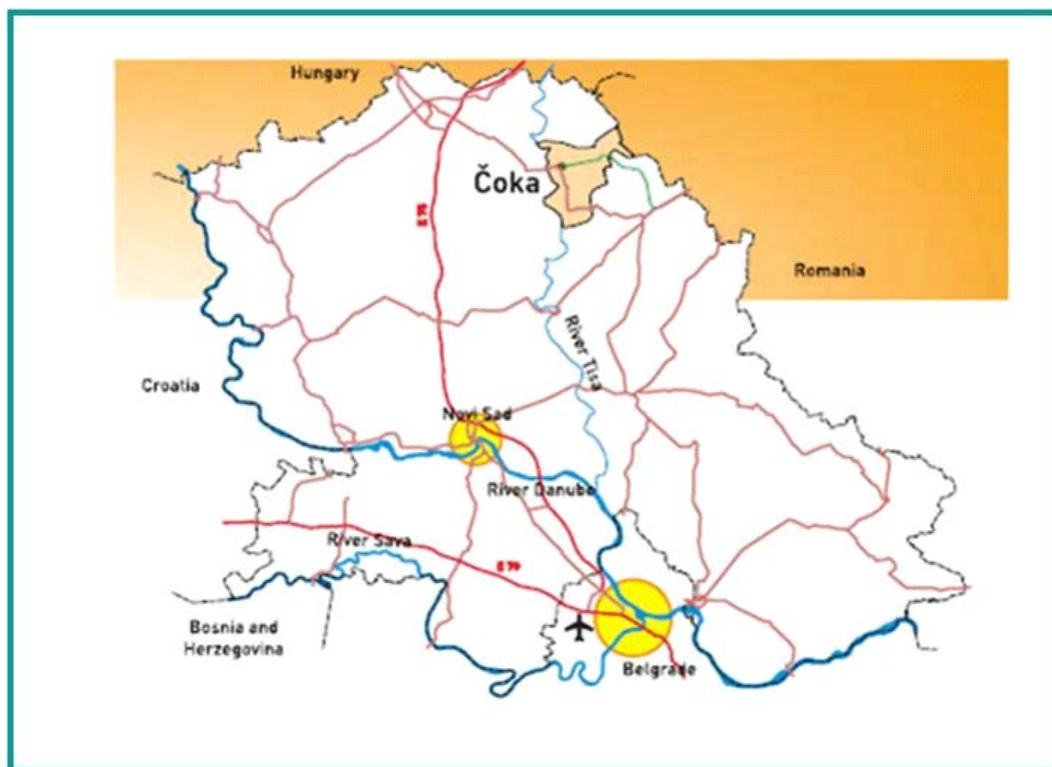 Hungary
Čoka
Romania
River Tisa
Croatia
Novi Sad
River Danube
River Sava
Bosnia and
Herzegovina
Belgrade